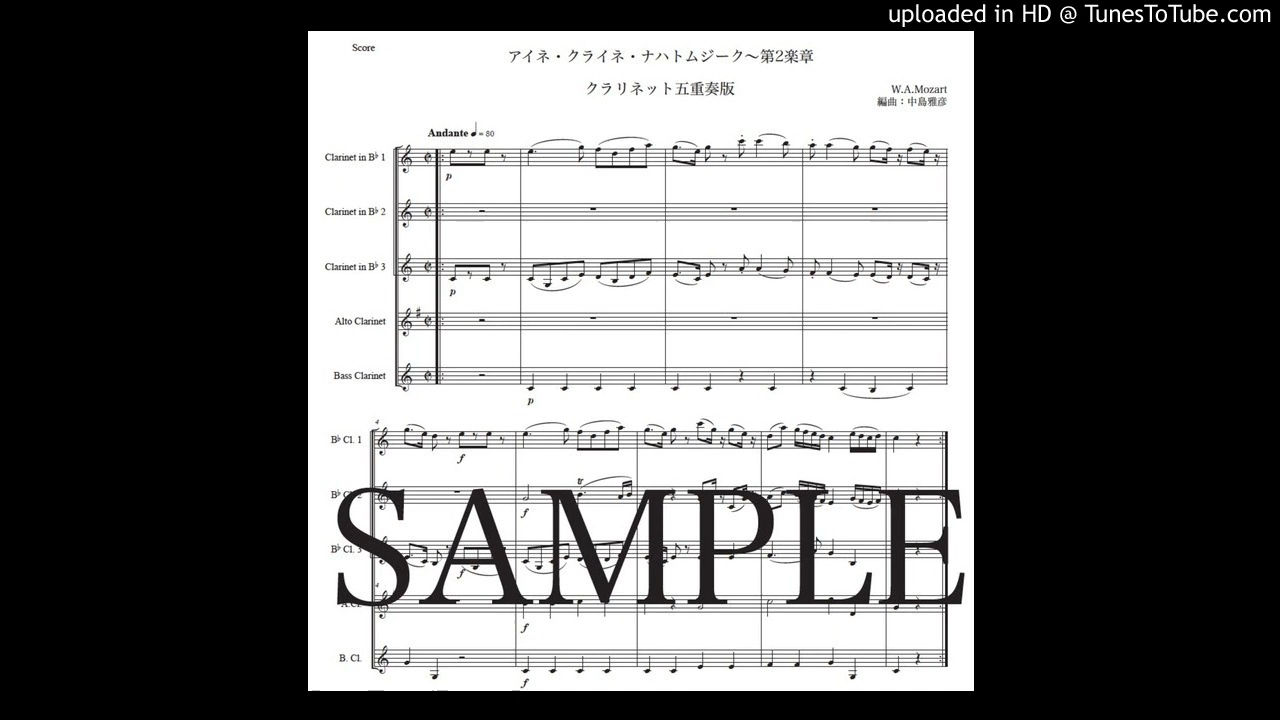 uploaded in HD @ TunesToTube.com
Score
アイネ・クライネ・ナハトムジーク〜第2楽章
クラリネット五重奏版
W.A.Mozart
編曲：中島雅彦
Andante ♩= 80
Clarinet in B♭ 1
p
Clarinet in B♭ 2
Clarinet in B♭ 3
p
Alto Clarinet
Bass Clarinet
p
4
B♭ Cl. 1
f
tr
f
B♭ Cl. 3
f
4
f
B. Cl.
f
SAMPLE